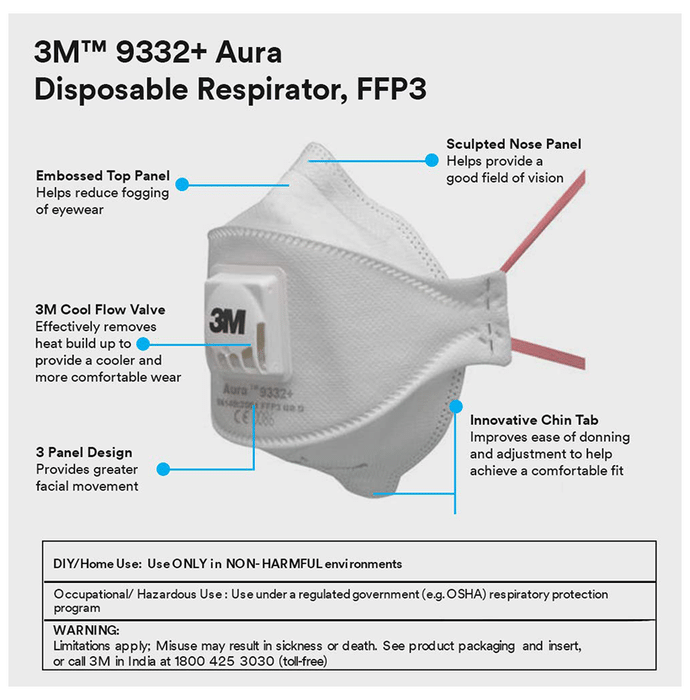 3M™ 9332+ Aura
Disposable Respirator, FFP3
Sculpted Nose Panel
Helps provide a
good field of vision
Embossed Top Panel
Helps reduce fogging
of eyewear
3M Cool Flow Valve
Effectively removes
heat build up to
provide a cooler and
more comfortable wear
3M
Aura ™ 9332+
CE 0086
Innovative Chin Tab
Improves ease of donning
and adjustment to help
achieve a comfortable fit
3 Panel Design
Provides greater
facial movement
DIY/Home Use: Use ONLY in NON-HARMFUL environments
Occupational/ Hazardous Use : Use under a regulated government (e.g. OSHA) respiratory protection
program
WARNING:
Limitations apply; Misuse may result in sickness or death. See product packaging and insert,
or call 3M in India at 1800 425 3030 (toll-free)